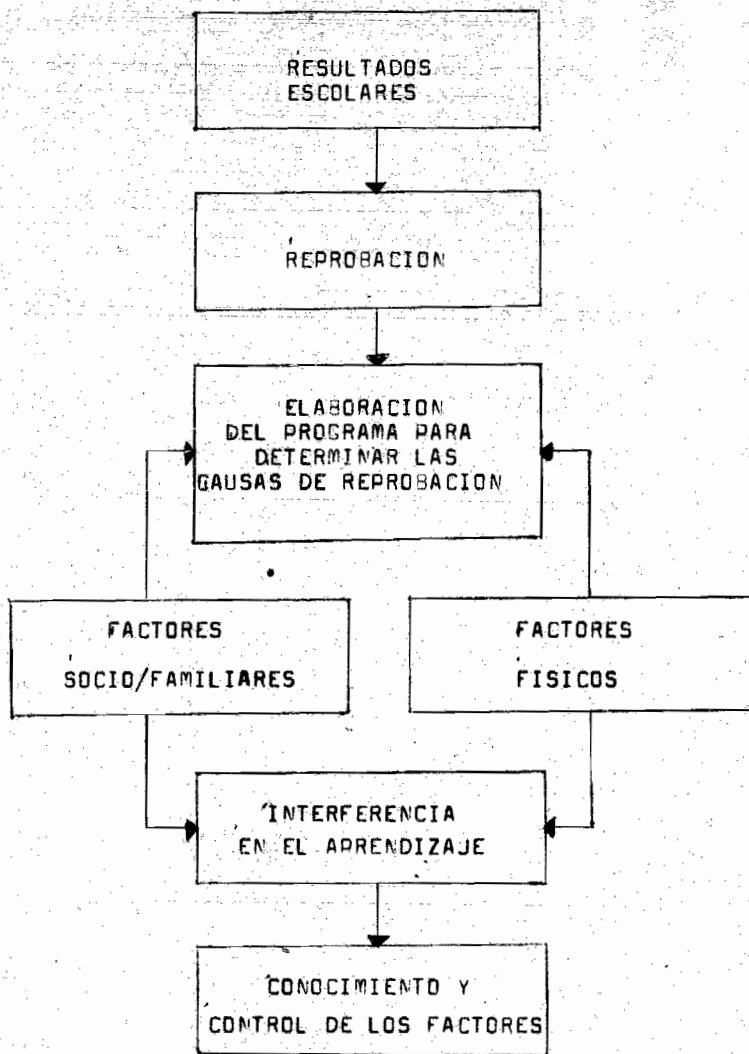 RESULTADOS
ESCOLARES
REPROBACION
ELABORACION
DEL PROGRAMA PARA
DETERMINAR LAS
CAUSAS DE REPROBACION
FACTORES
SOCIO/FAMILIARES
FACTORES
FISICOS
INTERFERENCIA
EN EL APRENDIZAJE
CONOCIMIENTO Y
CONTROL DE LOS FACTORES